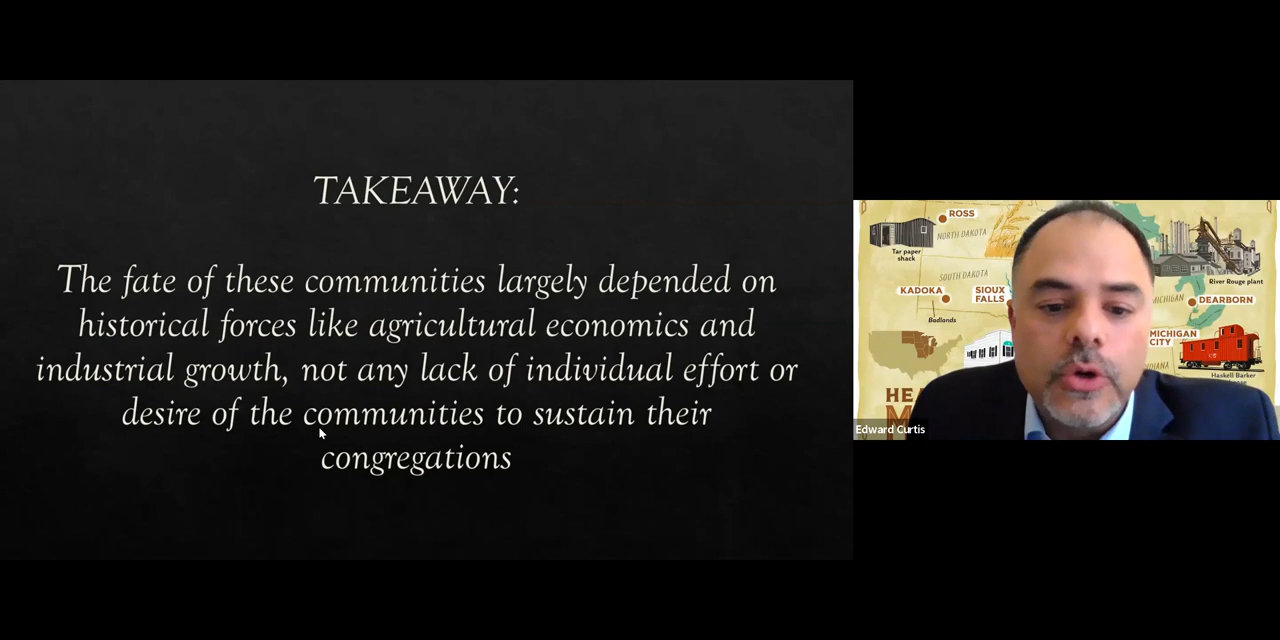 TAKEAWAY:
The fate of these communities largely depended on
historical forces like agricultural economics and
industrial growth, not any lack of individual effort or
desire of the communities to sustain their
congregations
ROSS
NORTH DAKOTA
Tar paper
shack
SOUTH DAKOTA
KADOKA
SIOUX
FALLS
Badlands
River Rouge plant
MICHIGAN
DEARBORN
MICHIGAN
CITY
Haskell Barker
Edward Curtis